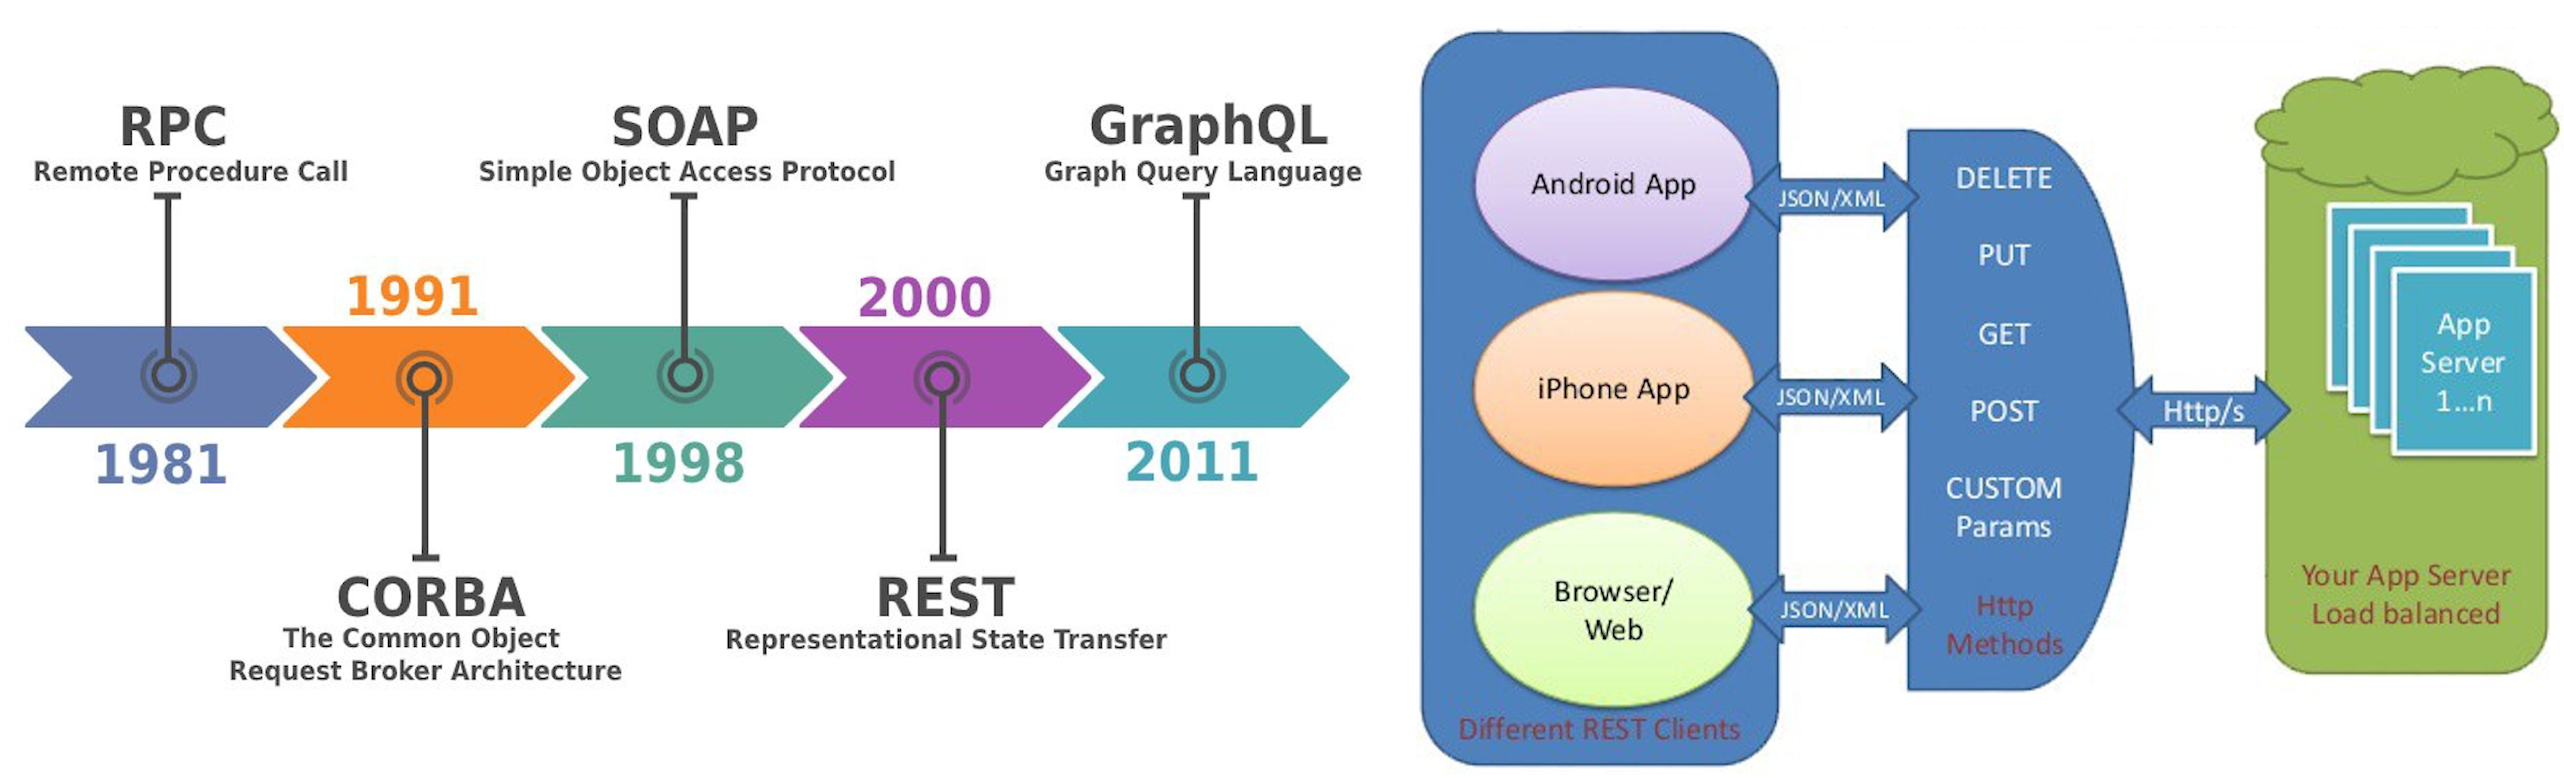 RPC
Remote Procedure Call
1981
1991
CORBA
The Common Object
Request Broker Architecture
SOAP
Simple Object Access Protocol
1998
2000
REST
Representational State Transfer
GraphQL
Graph Query Language
2011
Android App
iPhone App
Browser/
Web
Different REST Clients
JSON/XML
JSON/XML
JSON/XML
DELETE
PUT
GET
POST
CUSTOM
Params
Http
Methods
Http/s
App
Server
1...n
Your App Server
Load balanced